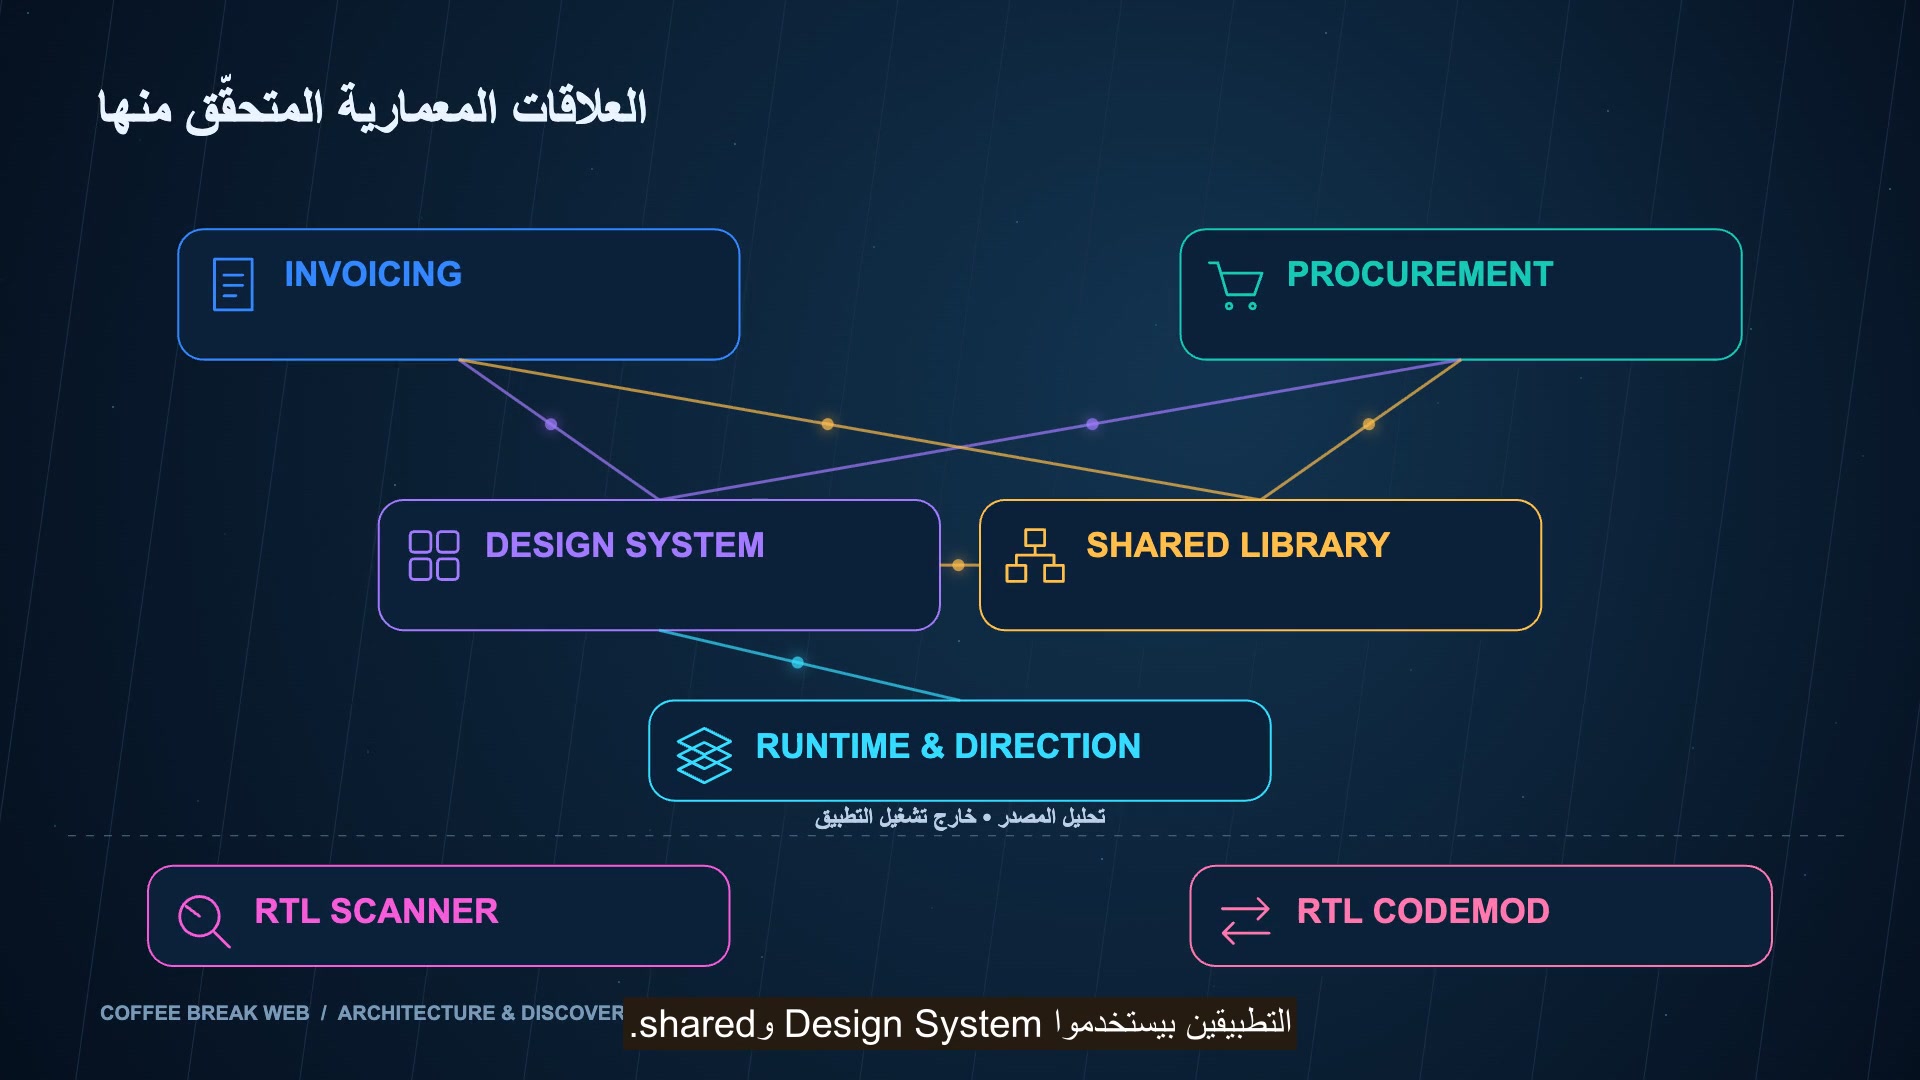 العلاقات المعمارية المتحقّق منها
INVOICING
PROCUREMENT
DESIGN SYSTEM
SHARED LIBRARY
RUNTIME & DIRECTION
تحليل المصدر • خارج تشغيل التطبيق
RTL SCANNER
RTL CODEMOD
COFFEE BREAK WEB / ARCHITECTURE & DISCOVER
التطبيقين بيستخدموا Design System وshared.